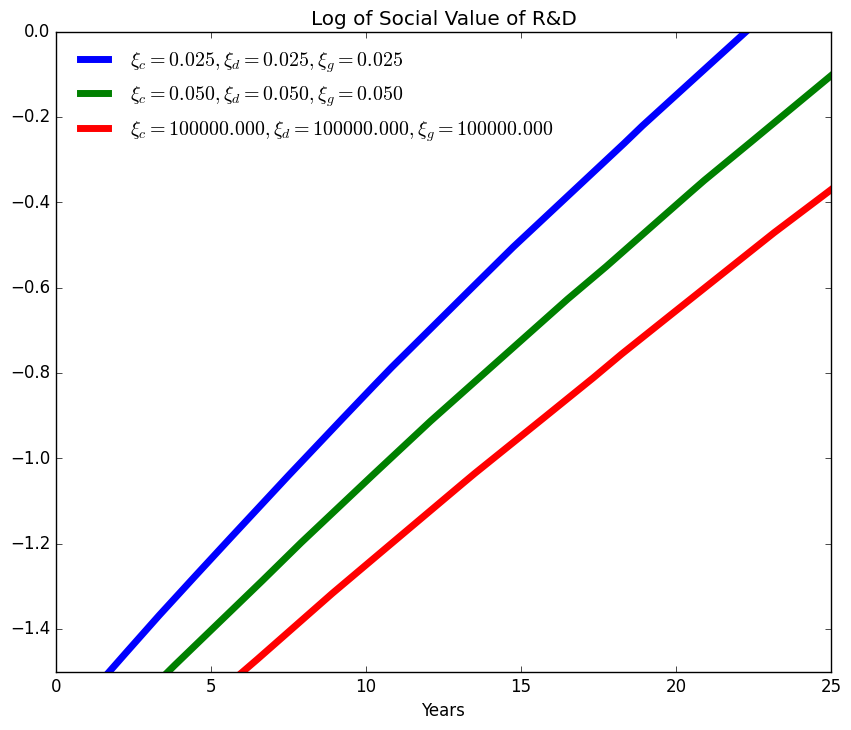 Log of Social Value of R&D
0.0
−0.2
−0.4
−0.6
−0.8
−1.0
−1.2
−1.4
ξc = 0.025, ξd = 0.025, ξg = 0.025
ξc = 0.050, ξd = 0.050, ξg = 0.050
ξc = 100000.000, ξd = 100000.000, ξg = 100000.000
0 5 10 15 20 25
Years